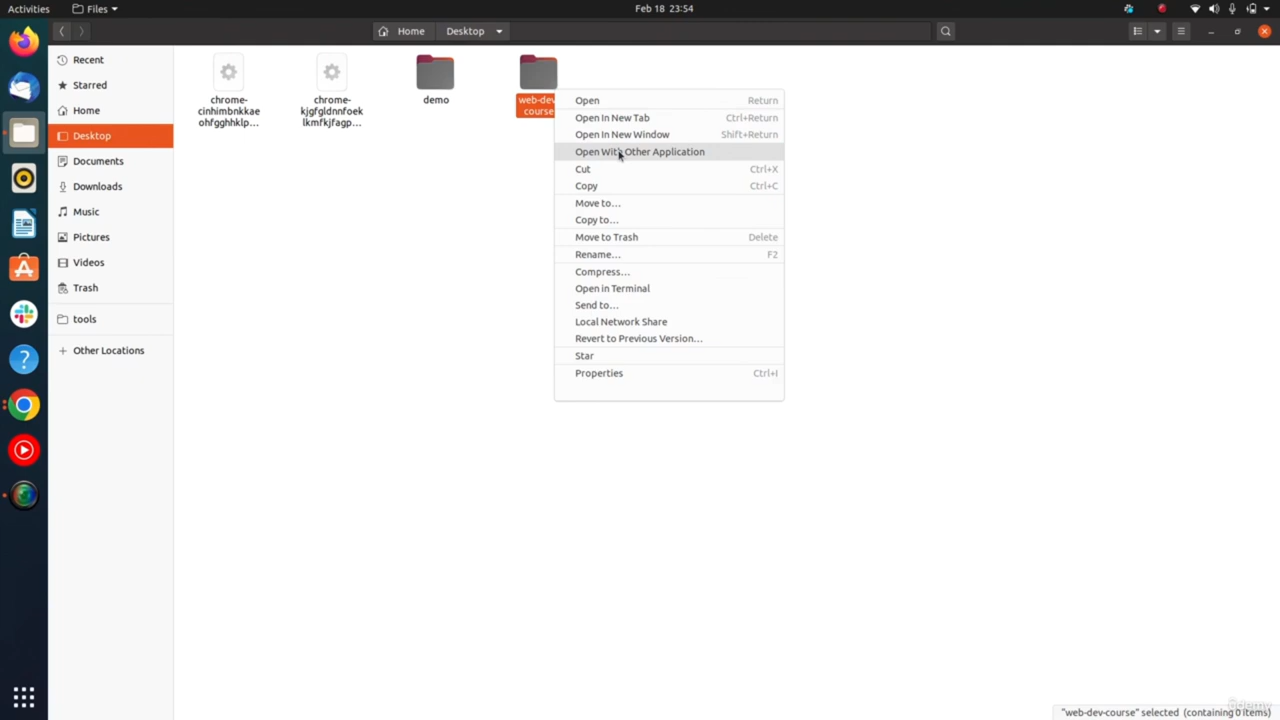 Activities
Files
Feb 18 23:54
Home
Desktop
Recent
Starred
Home
Desktop
Documents
Downloads
Music
Pictures
Videos
Trash
tools
Other Locations
chrome-
cinhimbnkkae
ohfgghhklp...
chrome-
kjgfgldnnfoek
lkmfkjfagp...
demo
web-dev
course
Open Return
Open In New Tab Ctrl+Return
Open In New Window Shift+Return
Open With Other Application
Cut Ctrl+X
Copy Ctrl+C
Move to...
Copy to...
Move to Trash Delete
Rename... F2
Compress...
Open in Terminal
Send to...
Local Network Share
Revert to Previous Version...
Star
Properties Ctrl+I
"web-dev-course" selected (containing 0 items)
ûdemy